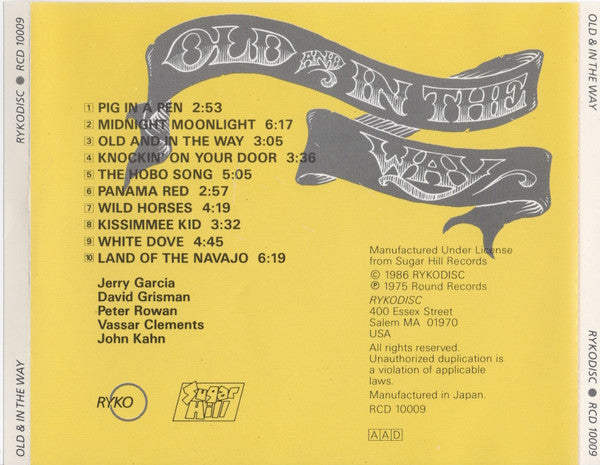 OLD & IN THE WAY
RYKODISC ● RCD 10009
OLD AND IN THE
WAY
1 PIG IN A PEN 2:53
2 MIDNIGHT MOONLIGHT 6:17
3 OLD AND IN THE WAY 3:05
4 KNOCKIN' ON YOUR DOOR 3:36
5 THE HOBO SONG 5:05
6 PANAMA RED 2:57
7 WILD HORSES 4:19
8 KISSIMMEE KID 3:32
9 WHITE DOVE 4:45
10 LAND OF THE NAVAJO 6:19
Jerry Garcia
David Grisman
Peter Rowan
Vassar Clements
John Kahn
RYKO
Sugar
Hill
Manufactured Under License
from Sugar Hill Records
© 1986 RYKODISC
℗ 1975 Round Records
RYKODISC
400 Essex Street
Salem MA 01970
USA
All rights reserved.
Unauthorized duplication is
a violation of applicable
laws.
Manufactured in Japan.
RCD 10009
AAD
OLD & IN THE WAY
RYKODISC ● RCD 10009